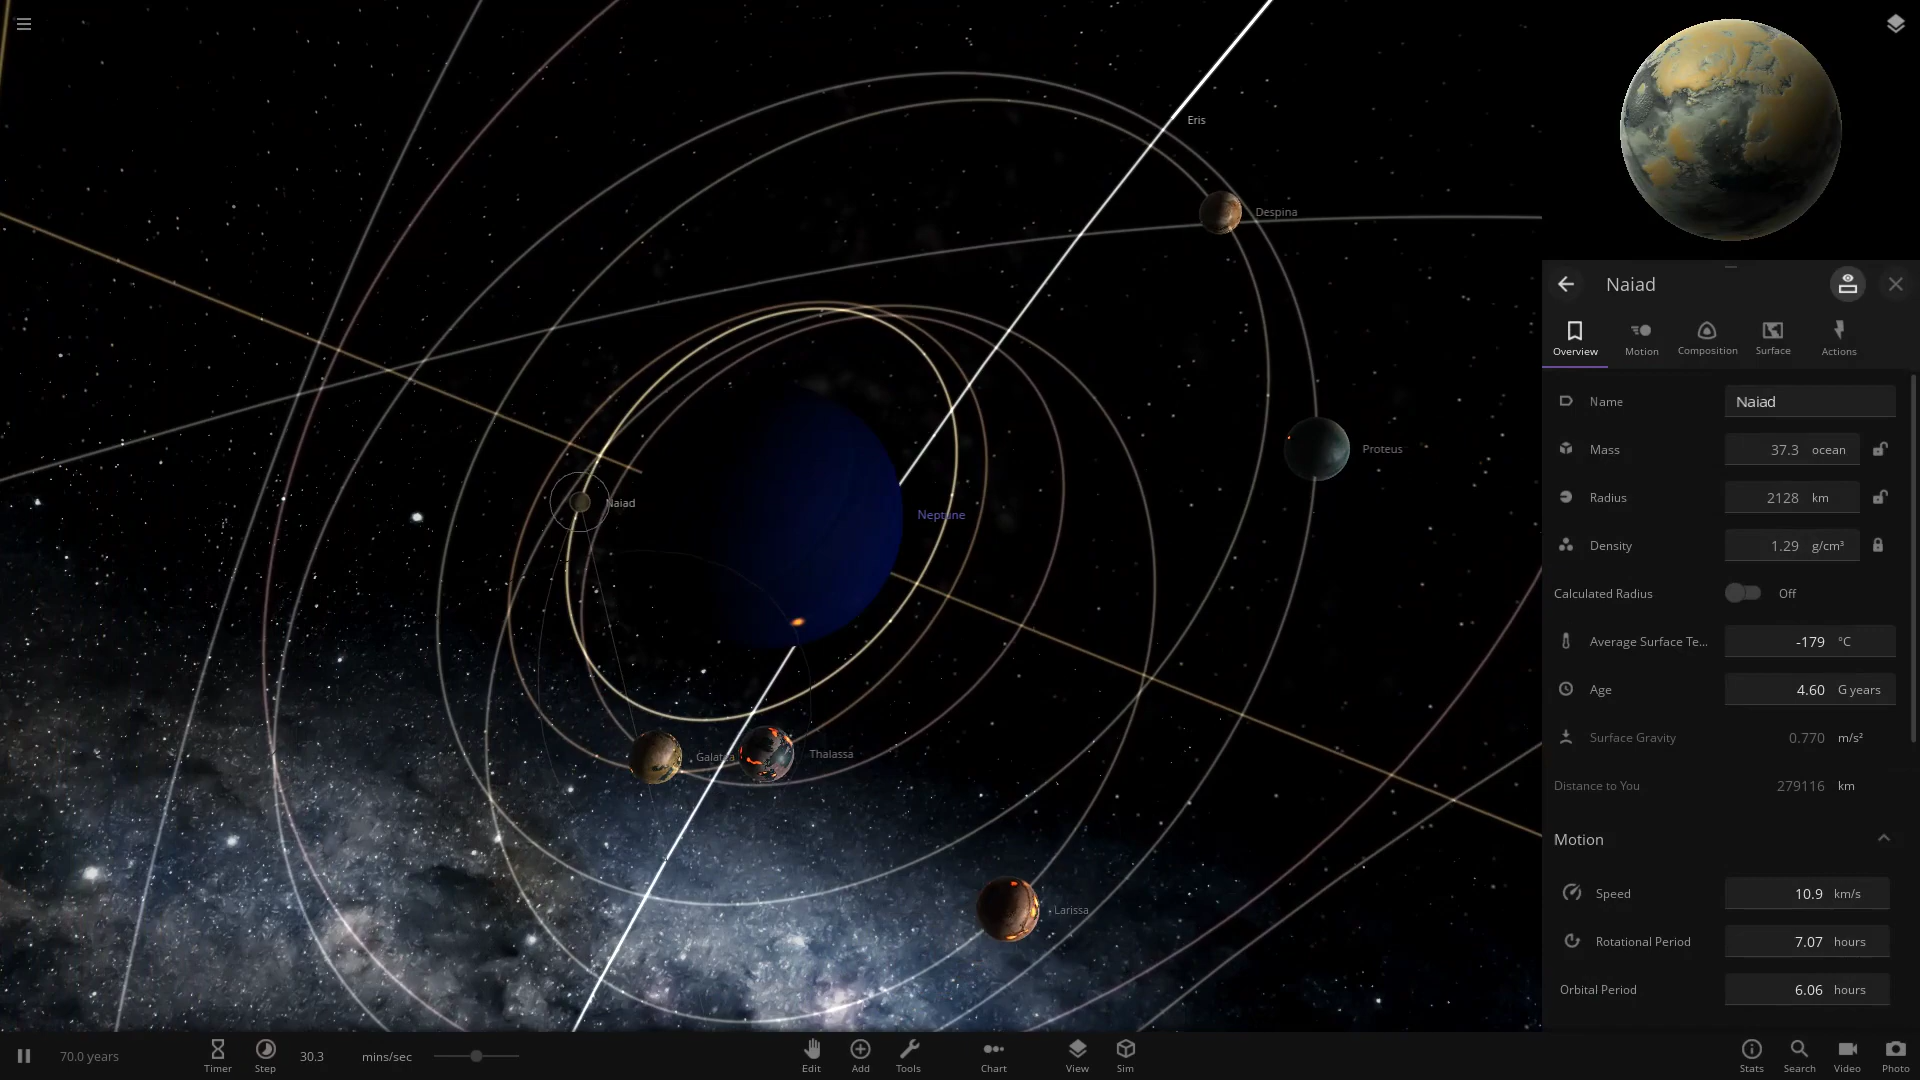 Eris
Despina
Proteus
Naiad
Neptune
Galatea
Thalassa
Larissa
Naiad
Overview
Motion
Composition
Surface
Actions
Name Naiad
Mass 37.3 ocean
Radius 2128 km
Density 1.29 g/cm³
Calculated Radius Off
Average Surface Te... -179 °C
Age 4.60 G years
Surface Gravity 0.770 m/s²
Distance to You 279116 km
Motion
Speed 10.9 km/s
Rotational Period 7.07 hours
Orbital Period 6.06 hours
70.0 years
Timer
Step
30.3 mins/sec
Edit
Add
Tools
Chart
View
Sim
Stats
Search
Video
Photo